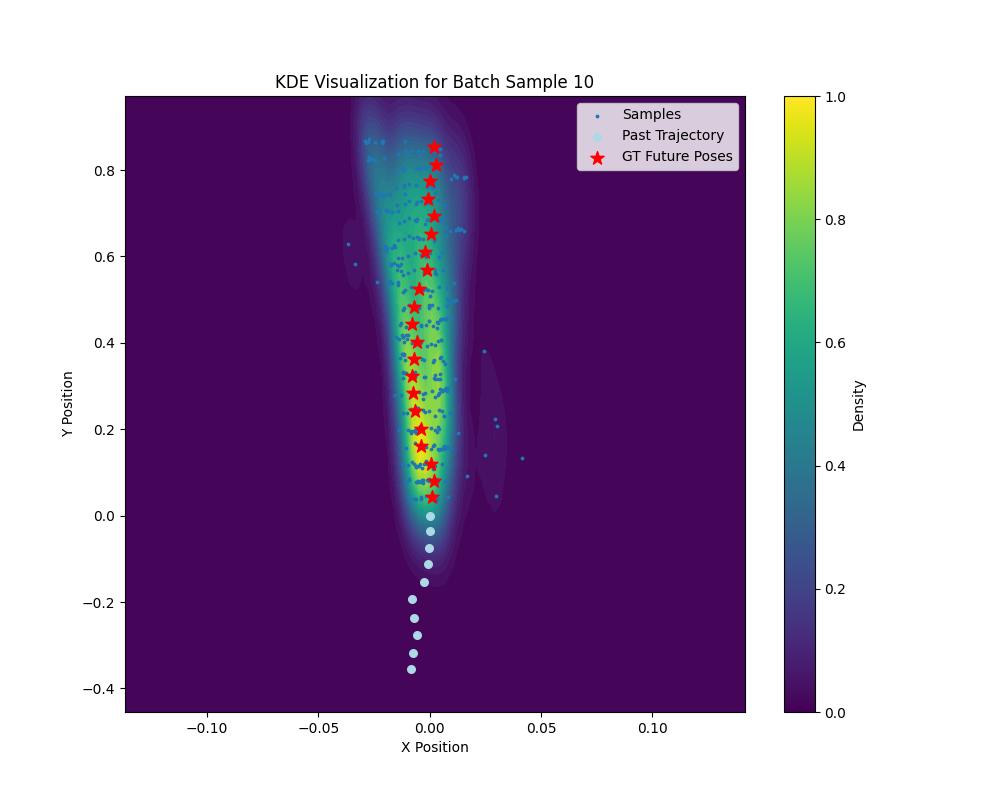 KDE Visualization for Batch Sample 10
Samples
Past Trajectory
GT Future Poses
Y Position
0.8
0.6
0.4
0.2
0.0
−0.2
−0.4
−0.10
−0.05
0.00
0.05
0.10
X Position
1.0
0.8
0.6
0.4
0.2
0.0
Density